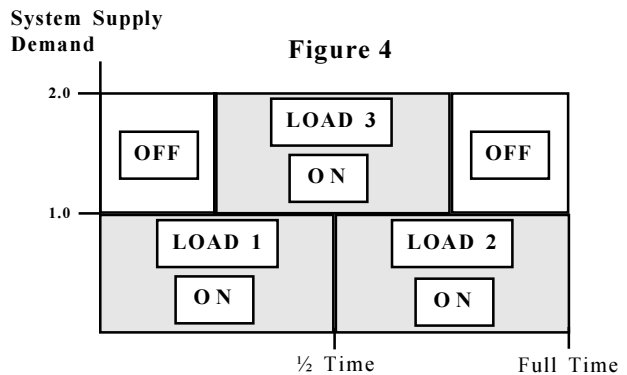 System Supply
Demand
Figure 4
2.0
LOAD 3
OFF
ON
OFF
1.0
LOAD 1
LOAD 2
ON
ON
½ Time
Full Time